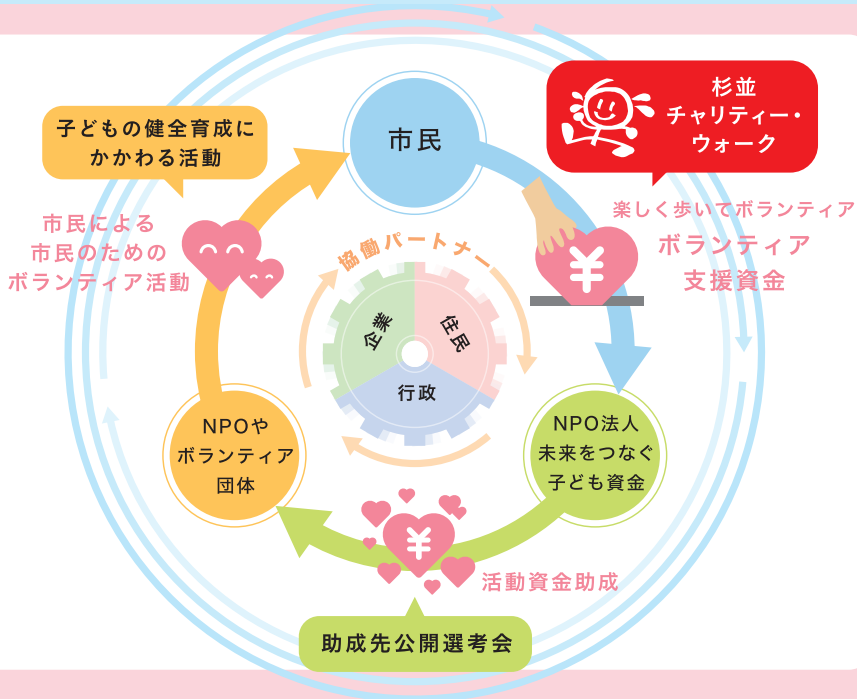 市民
杉並
チャリティー・
ウォーク
子どもの健全育成に
かかわる活動
楽しく歩いてボランティア
ボランティア
支援資金
市民による
市民のための
ボランティア活動
協働パートナー
企業
住民
行政
NPOや
ボランティア
団体
NPO法人
未来をつなぐ
子ども資金
¥
¥
活動資金助成
助成先公開選考会